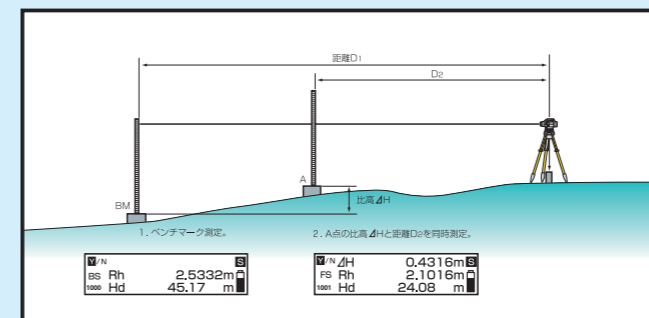 距離D1
D2
A
比高⊿H
BM
1. ベンチマーク測定。
2. A点の比高⊿Hと距離D2を同時測定。
Y/N S
BS Rh 2.5332m
1000 Hd 45.17 m
Y/N ⊿H 0.4316m S
FS Rh 2.1016m
1001 Hd 24.08 m